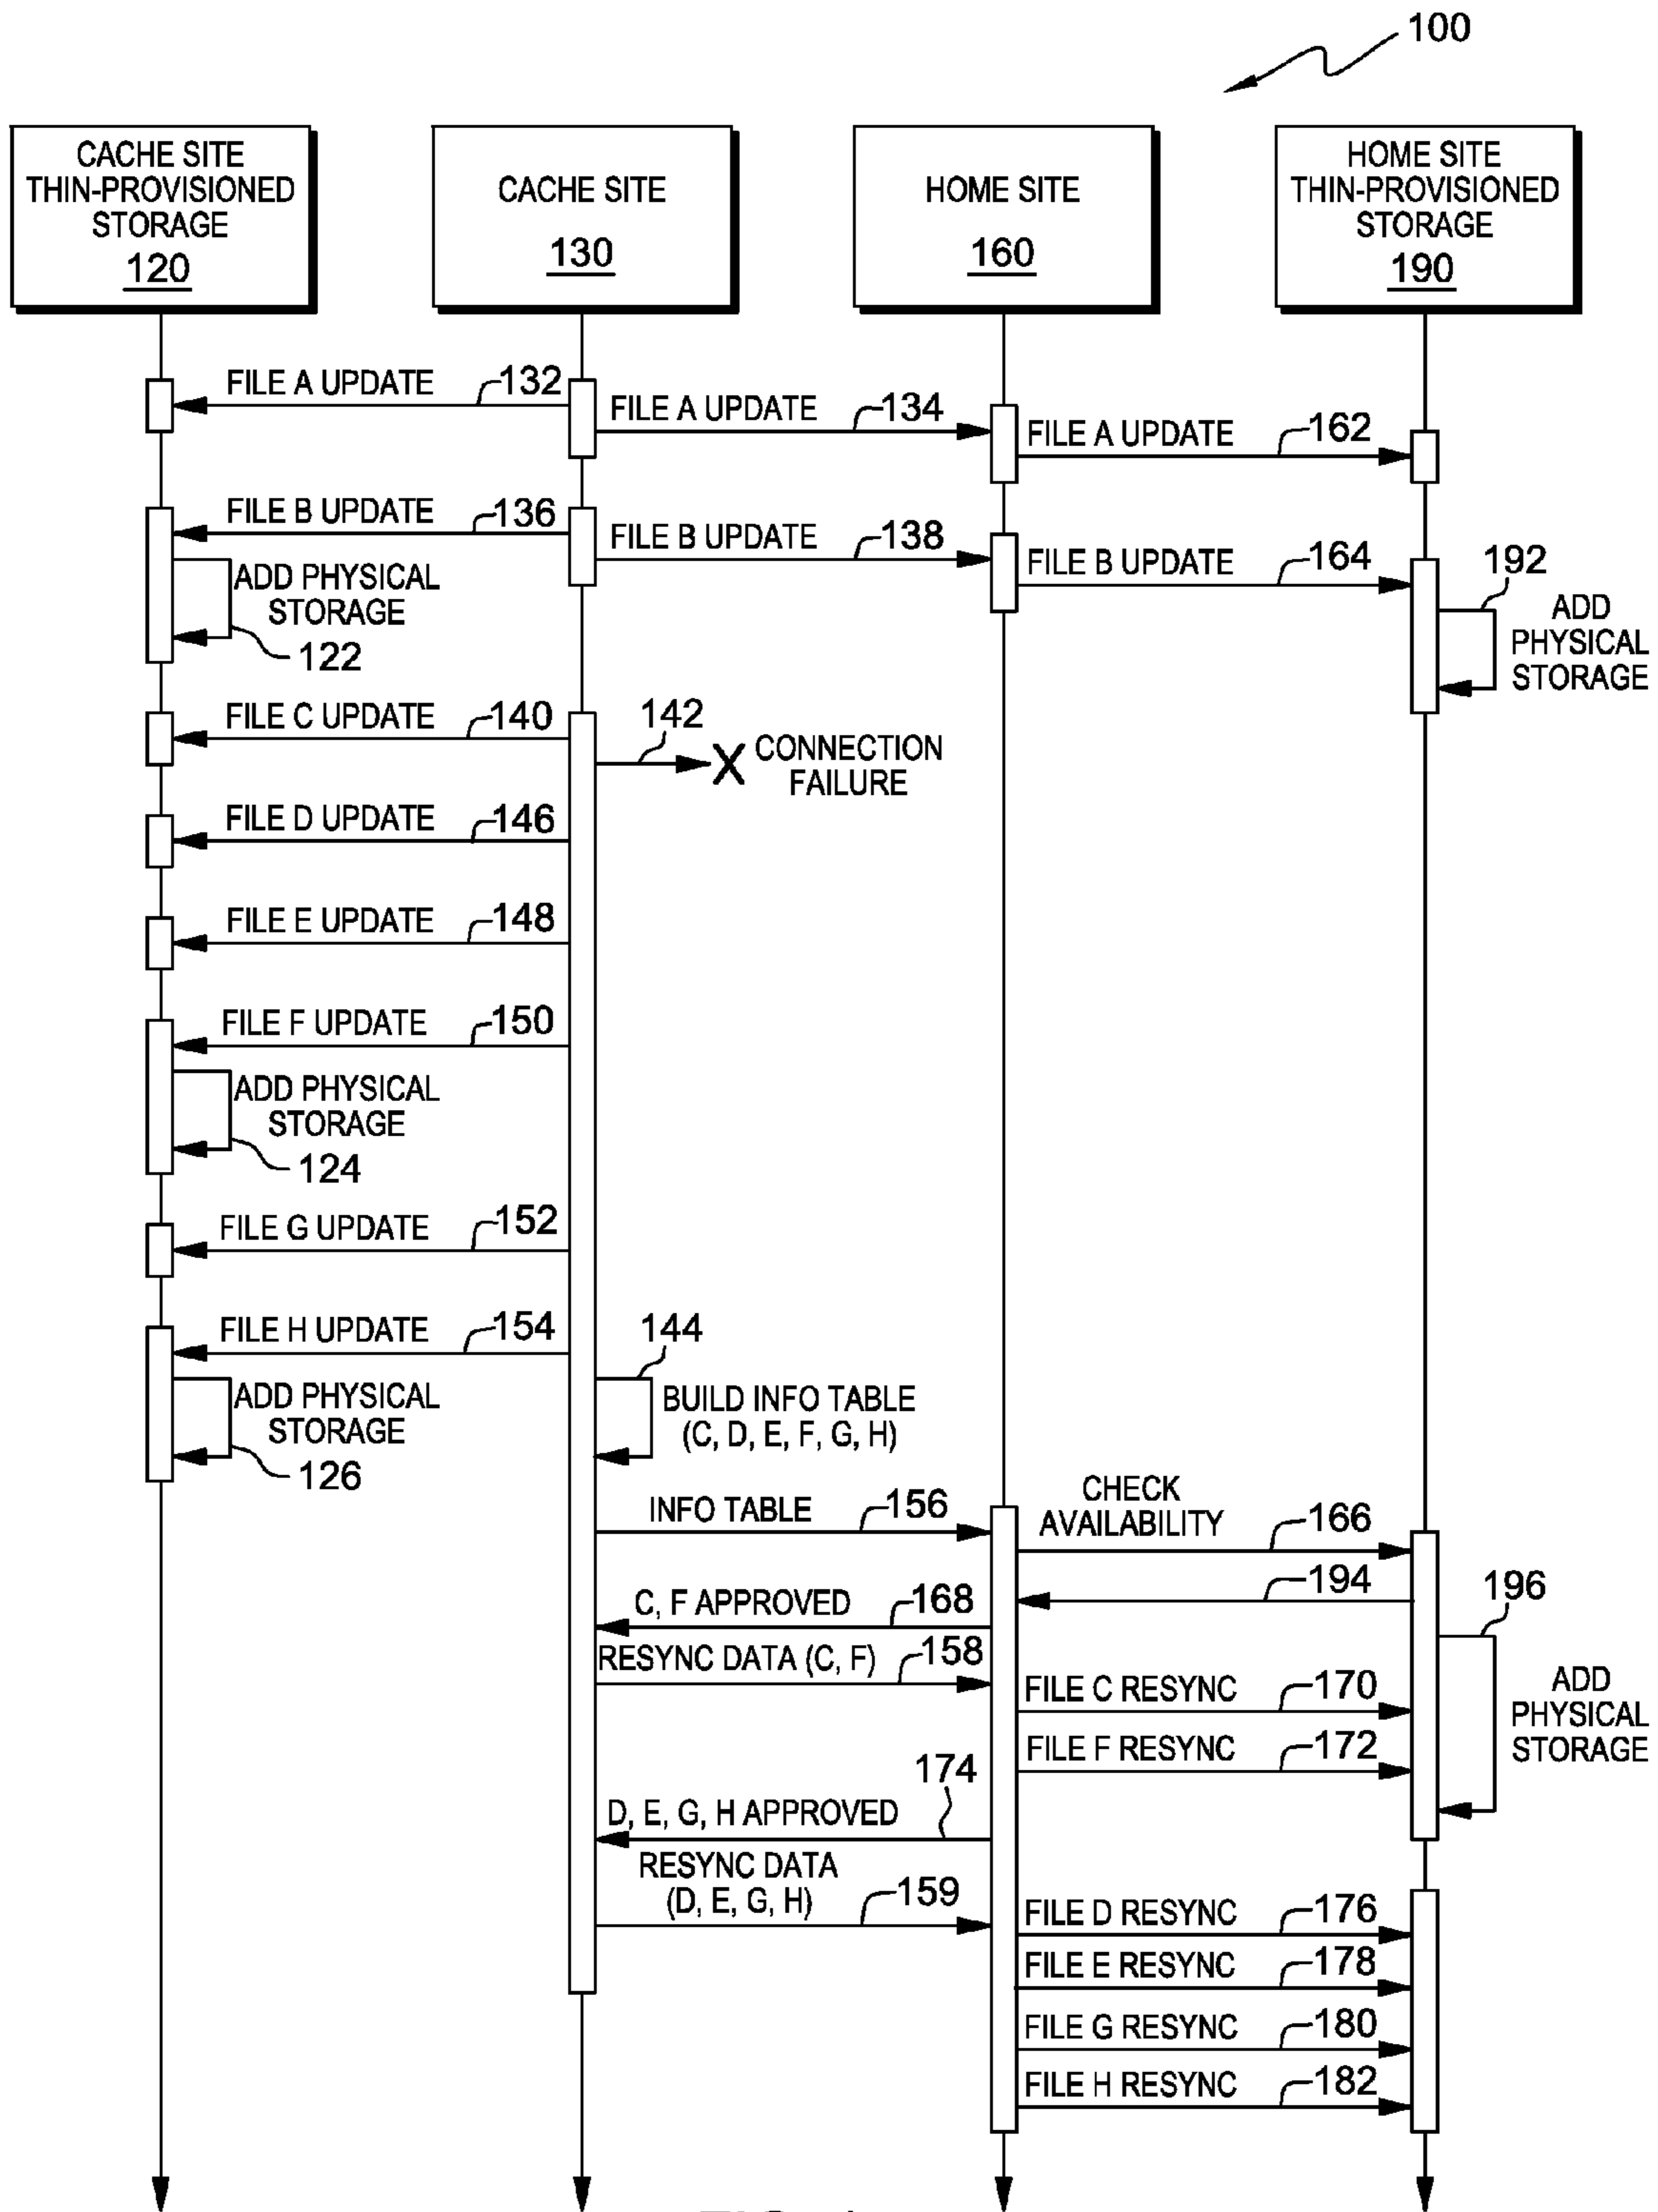 100
CACHE SITE
THIN-PROVISIONED
STORAGE
120
CACHE SITE
130
HOME SITE
160
HOME SITE
THIN-PROVISIONED
STORAGE
190
FILE A UPDATE 132
FILE A UPDATE 134
FILE A UPDATE 162
FILE B UPDATE 136
FILE B UPDATE 138
FILE B UPDATE 164
192
ADD PHYSICAL
STORAGE
122
ADD
PHYSICAL
STORAGE
FILE C UPDATE 140
142
X CONNECTION
FAILURE
FILE D UPDATE 146
FILE E UPDATE 148
FILE F UPDATE 150
ADD PHYSICAL
STORAGE
124
FILE G UPDATE 152
FILE H UPDATE 154
144
ADD PHYSICAL
STORAGE
126
BUILD INFO TABLE
(C, D, E, F, G, H)
INFO TABLE 156
CHECK
AVAILABILITY 166
194
196
C, F APPROVED 168
RESYNC DATA (C, F) 158
FILE C RESYNC 170
ADD
PHYSICAL
STORAGE
FILE F RESYNC 172
174
D, E, G, H APPROVED
RESYNC DATA
(D, E, G, H) 159
FILE D RESYNC 176
FILE E RESYNC 178
FILE G RESYNC 180
FILE H RESYNC 182